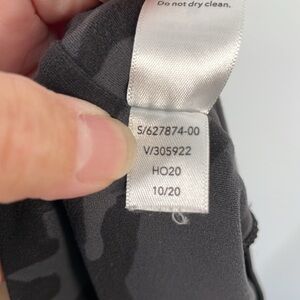 Do not dry clean.
S/627874-00
V/305922
HO20
10/20